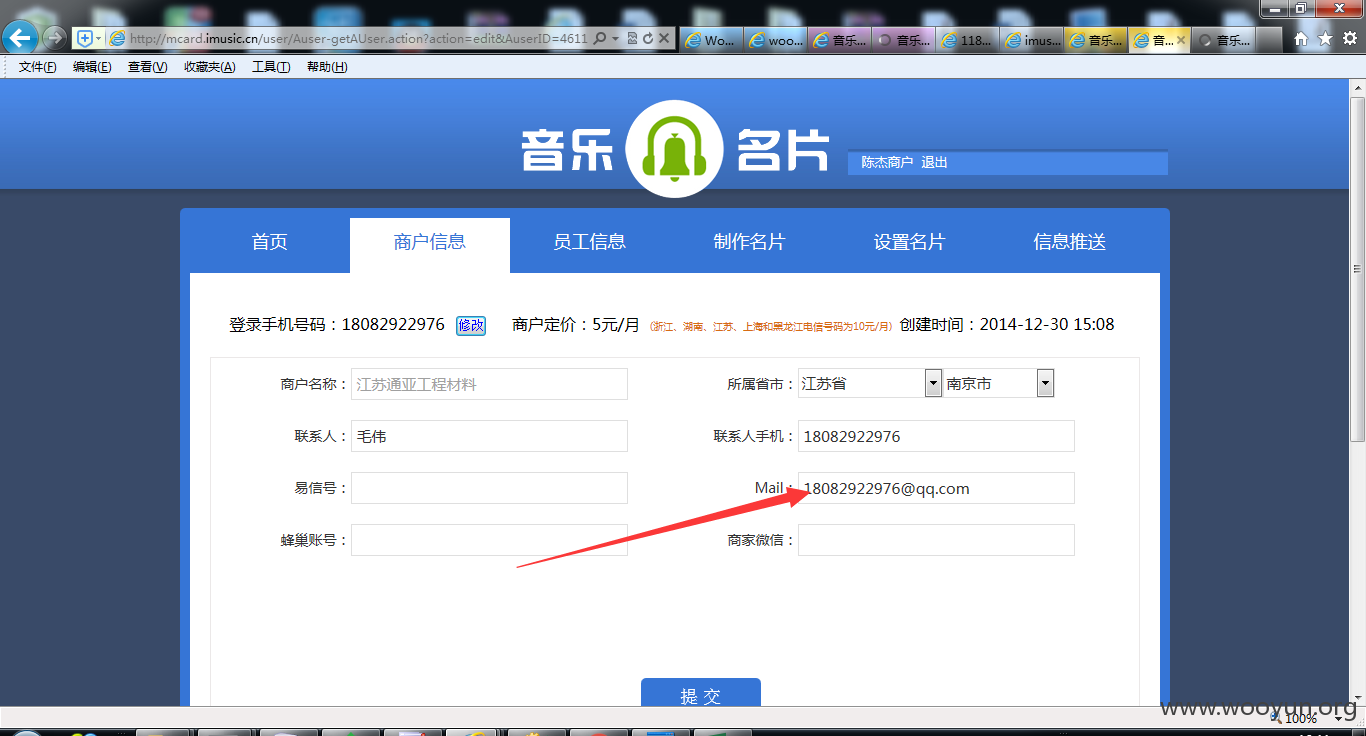 http://mcard.imusic.cn/user/Auser-getAUser.action?action=edit&AuserID=4611
Wo... woo... 音乐... 音乐... 118... imus... 音乐... 音... 音乐...
文件(F) 编辑(E) 查看(V) 收藏夹(A) 工具(T) 帮助(H)
音乐 名片
陈杰商户 退出
首页 商户信息 员工信息 制作名片 设置名片 信息推送
登录手机号码：18082922976 修改 商户定价：5元/月 (浙江、湖南、江苏、上海和黑龙江电信号码为10元/月) 创建时间：2014-12-30 15:08
商户名称： 江苏通亚工程材料 所属省市： 江苏省 南京市
联系人： 毛伟 联系人手机： 18082922976
易信号： Mail： 18082922976@qq.com
蜂巢账号： 商家微信：
提 交
www.wooyun.org
100%